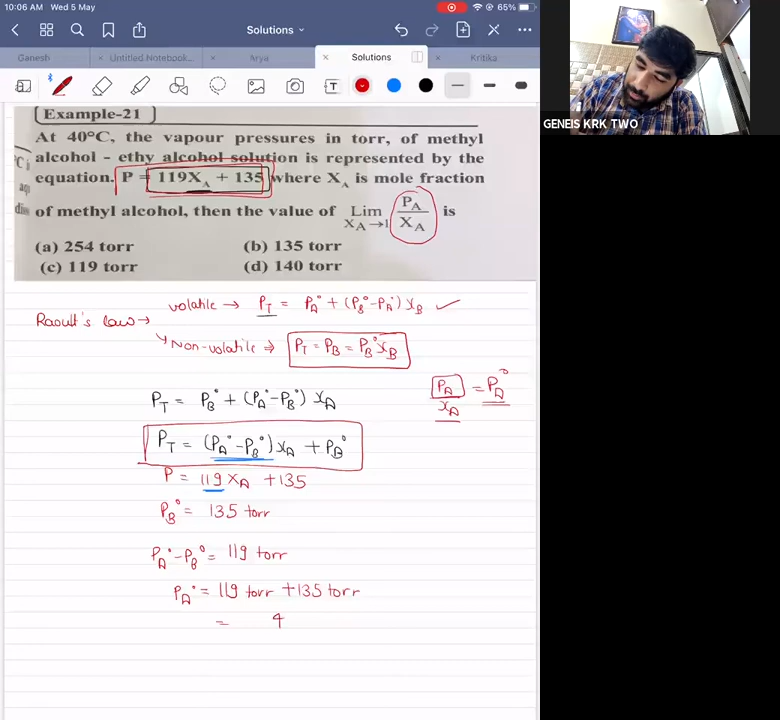 10:06 AM Wed 5 May
65%
Solutions
Ganesh
Untitled Notebook...
Arya
Solutions
Kritika
GENEIS KRK TWO
Example-21
At 40°C, the vapour pressures in torr, of methyl
alcohol - ethy alcohol solution is represented by the
equation. P = 119X_A + 135 where X_A is mole fraction
of methyl alcohol, then the value of Lim X_A→1 P_A/X_A is
(a) 254 torr (b) 135 torr
(c) 119 torr (d) 140 torr
Raoult's law → volatile → P_T = P_A° + (P_B° - P_A°) x_B ✓
Non-volatile ⇒ P_T = P_B = P_B° x_B
P_A/x_A = P_A°
P_T = P_B° + (P_A° - P_B°) x_A
P_T = (P_A° - P_B°) x_A + P_B°
P = 119 x_A + 135
P_B° = 135 torr
P_A° - P_B° = 119 torr
P_A° = 119 torr + 135 torr
= 4